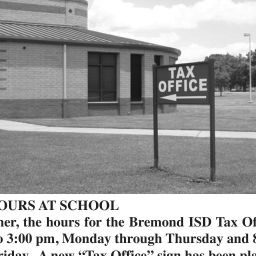 TAX
OFFICE
OURS AT SCHOOL
ner, the hours for the Bremond ISD Tax Of
o 3:00 pm, Monday through Thursday and 8
riday. A new “Tax Office” sign has been pla